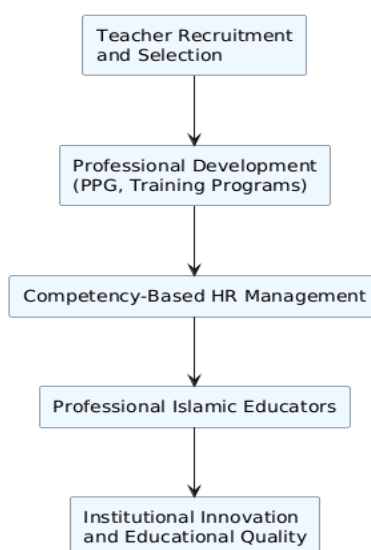 Teacher Recruitment
and Selection
Professional Development
(PPG, Training Programs)
Competency-Based HR Management
Professional Islamic Educators
Institutional Innovation
and Educational Quality